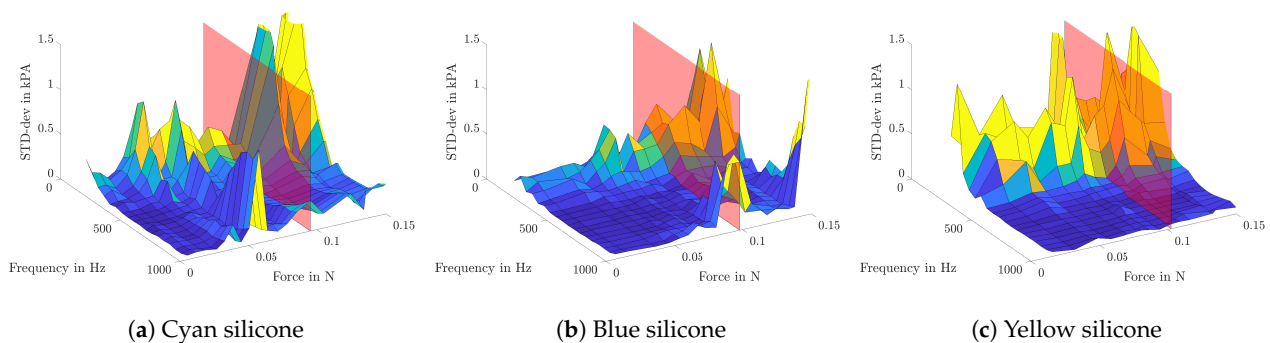 STD-dev in kPA
1.5
1
0.5
0
0
500
1000
Frequency in Hz
0
0.05
0.1
0.15
Force in N
(a) Cyan silicone
STD-dev in kPA
1.5
1
0.5
0
0
500
1000
Frequency in Hz
0
0.05
0.1
0.15
Force in N
(b) Blue silicone
STD-dev in kPA
1.5
1
0.5
0
0
500
1000
Frequency in Hz
0
0.05
0.1
0.15
Force in N
(c) Yellow silicone